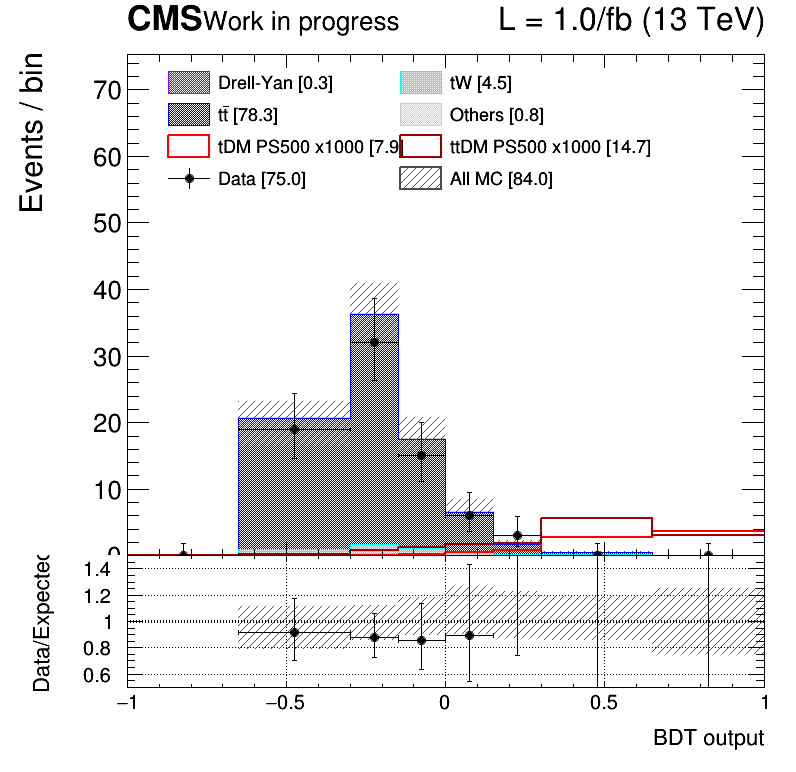 CMS Work in progress L = 1.0/fb (13 TeV)
Events / bin
Drell-Yan [0.3] tW [4.5]
tt̄ [78.3] Others [0.8]
tDM PS500 x1000 [7.9] ttDM PS500 x1000 [14.7]
Data [75.0] All MC [84.0]
70
60
50
40
30
20
10
0
Data/Expected
1.4
1.2
1
0.8
0.6
−1 −0.5 0 0.5 1
BDT output